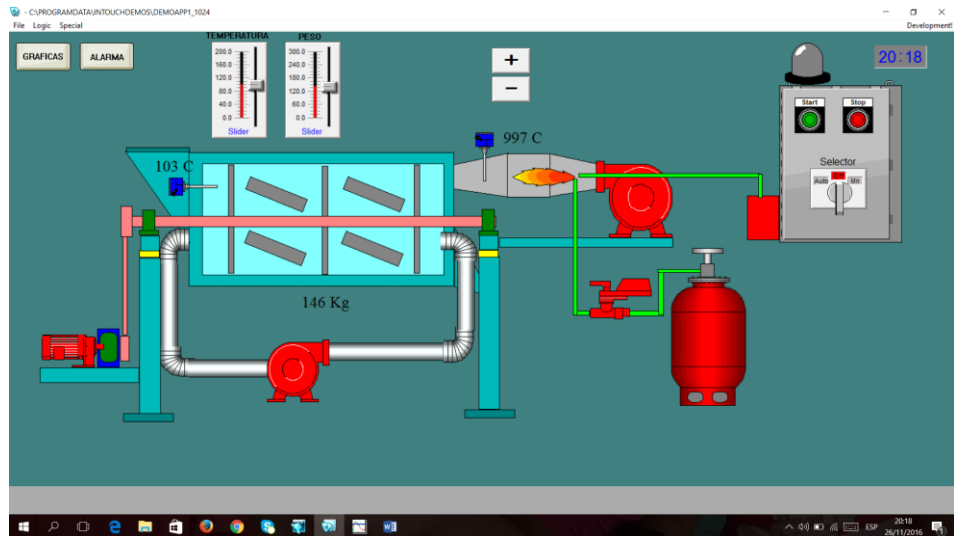 - C:\PROGRAMDATA\INTOUCHDEMOS\DEMOAPP1_1024
File Logic Special
Development!
GRAFICAS
ALARMA
TEMPERATURA
200.0
160.0
120.0
80.0
40.0
0.0
Slider
PESO
300.0
240.0
180.0
120.0
60.0
0.0
Slider
+
−
20:18
Start
Stop
Selector
Auto
Off
Mn
103 C
997 C
146 Kg
ESP
20:18
26/11/2016